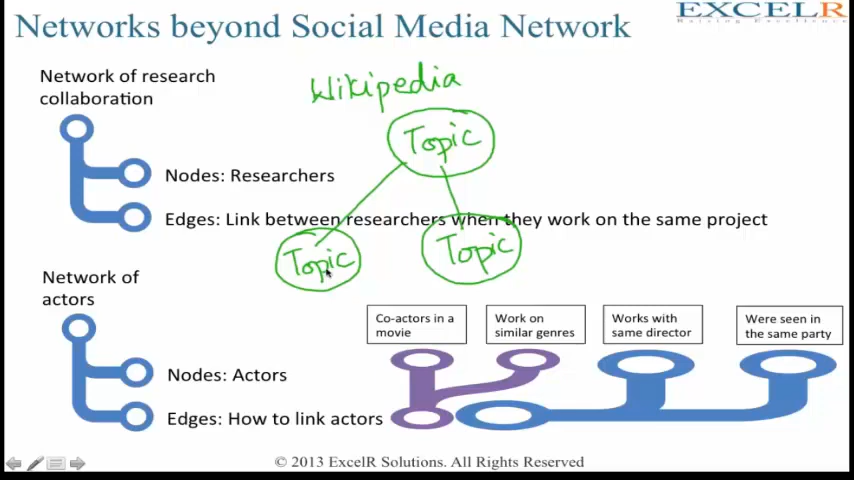 Networks beyond Social Media Network
EXCELR
Raising Excellence
Network of research
collaboration
Wikipedia
Topic
Nodes: Researchers
Edges: Link between researchers when they work on the same project
Topic
Topic
Network of
actors
Co-actors in a
movie
Work on
similar genres
Works with
same director
Were seen in
the same party
Nodes: Actors
Edges: How to link actors
© 2013 ExcelR Solutions. All Rights Reserved